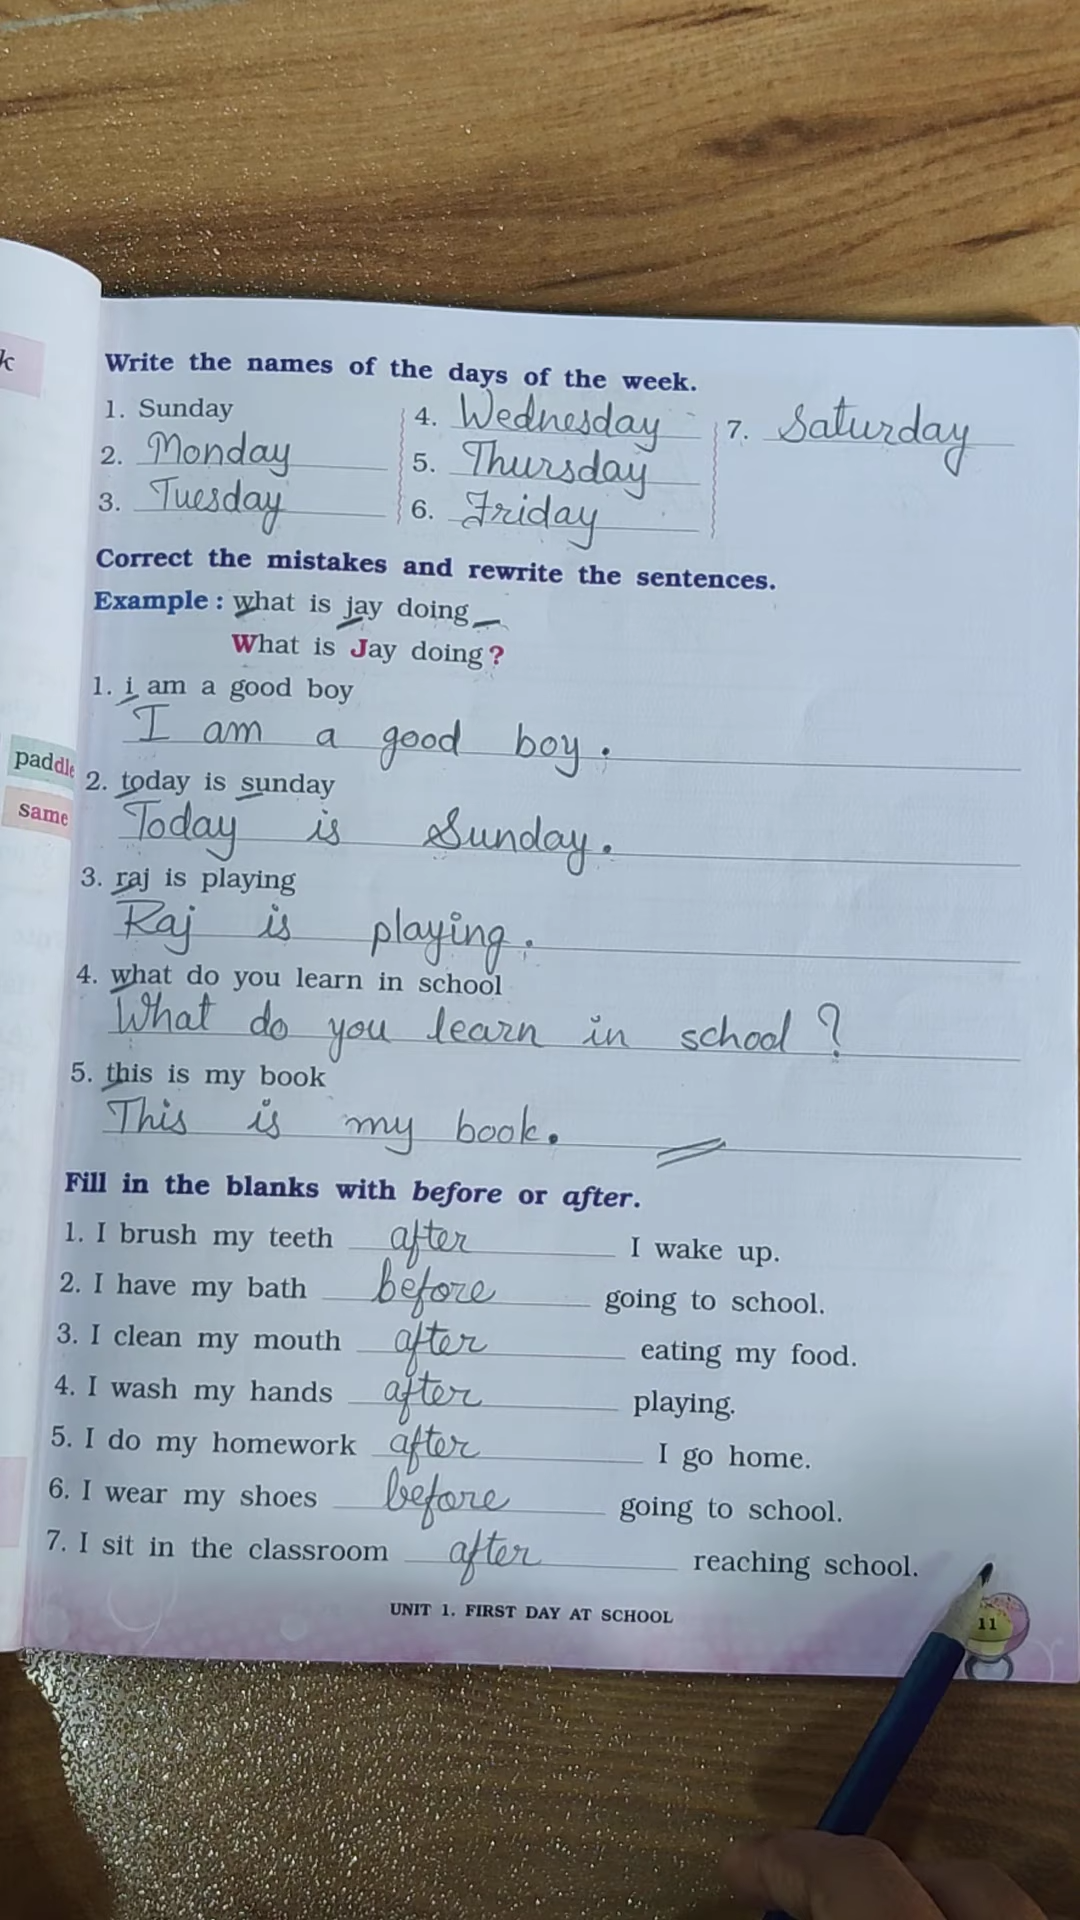 k
paddle
same
Write the names of the days of the week.
1. Sunday
2. Monday
3. Tuesday
4. Wednesday
5. Thursday
6. Friday
7. Saturday
Correct the mistakes and rewrite the sentences.
Example : what is jay doing
What is Jay doing ?
1. i am a good boy
I am a good boy.
2. today is sunday
Today is Sunday.
3. raj is playing
Raj is playing.
4. what do you learn in school
What do you learn in school ?
5. this is my book
This is my book.
Fill in the blanks with before or after.
1. I brush my teeth after I wake up.
2. I have my bath before going to school.
3. I clean my mouth after eating my food.
4. I wash my hands after playing.
5. I do my homework after I go home.
6. I wear my shoes before going to school.
7. I sit in the classroom after reaching school.
UNIT 1. FIRST DAY AT SCHOOL
11